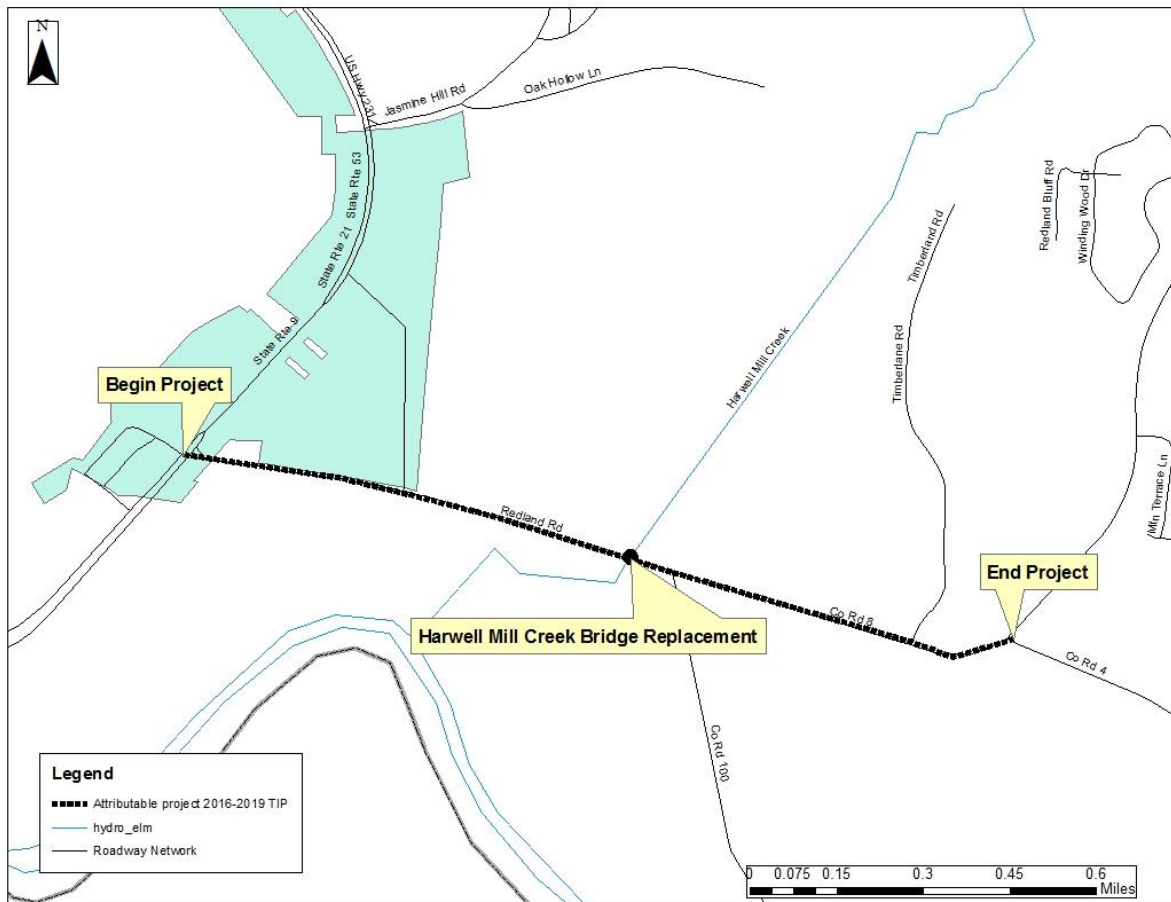 N
US Hwy 231
Jasmine Hill Rd
Oak Hollow Ln
State Rte 53
State Rte 21
State Rte 9
Redland Bluff Rd
Winding Wood Dr
Timberland Rd
Timberlane Rd
Harwell Mill Creek
Begin Project
Mtn Terrace Ln
Redland Rd
End Project
Harwell Mill Creek Bridge Replacement
Co Rd 8
Co Rd 4
Co Rd 100
Legend
Attributable project 2016-2019 TIP
hydro_elm
Roadway Network
0 0.075 0.15 0.3 0.45 0.6
Miles